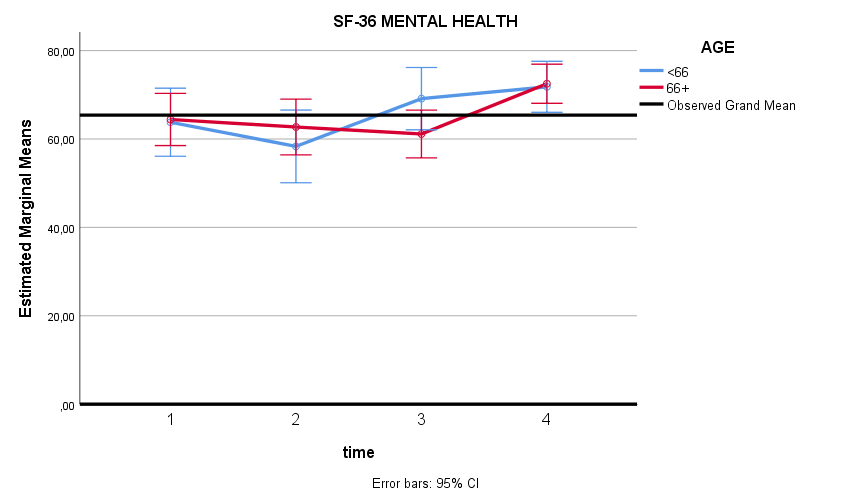 SF-36 MENTAL HEALTH
AGE
<66
66+
Observed Grand Mean
Estimated Marginal Means
80,00
60,00
40,00
20,00
,00
1 2 3 4
time
Error bars: 95% CI